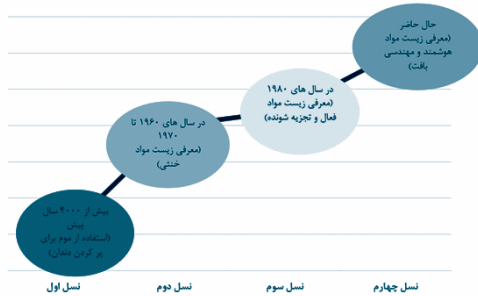 حال حاضر
(معرفی زیست مواد
هوشمند و مهندسی
بافت)
در سال های ۱۹۸۰
(معرفی زیست مواد
فعال و تجزیه شونده)
در سال های ۱۹۶۰ تا
۱۹۷۰
(معرفی زیست مواد
خنثی)
بیش از ۴۰۰۰ سال
پیش
(استفاده از موم برای
پر کردن دندان)
نسل اول
نسل دوم
نسل سوم
نسل چهارم